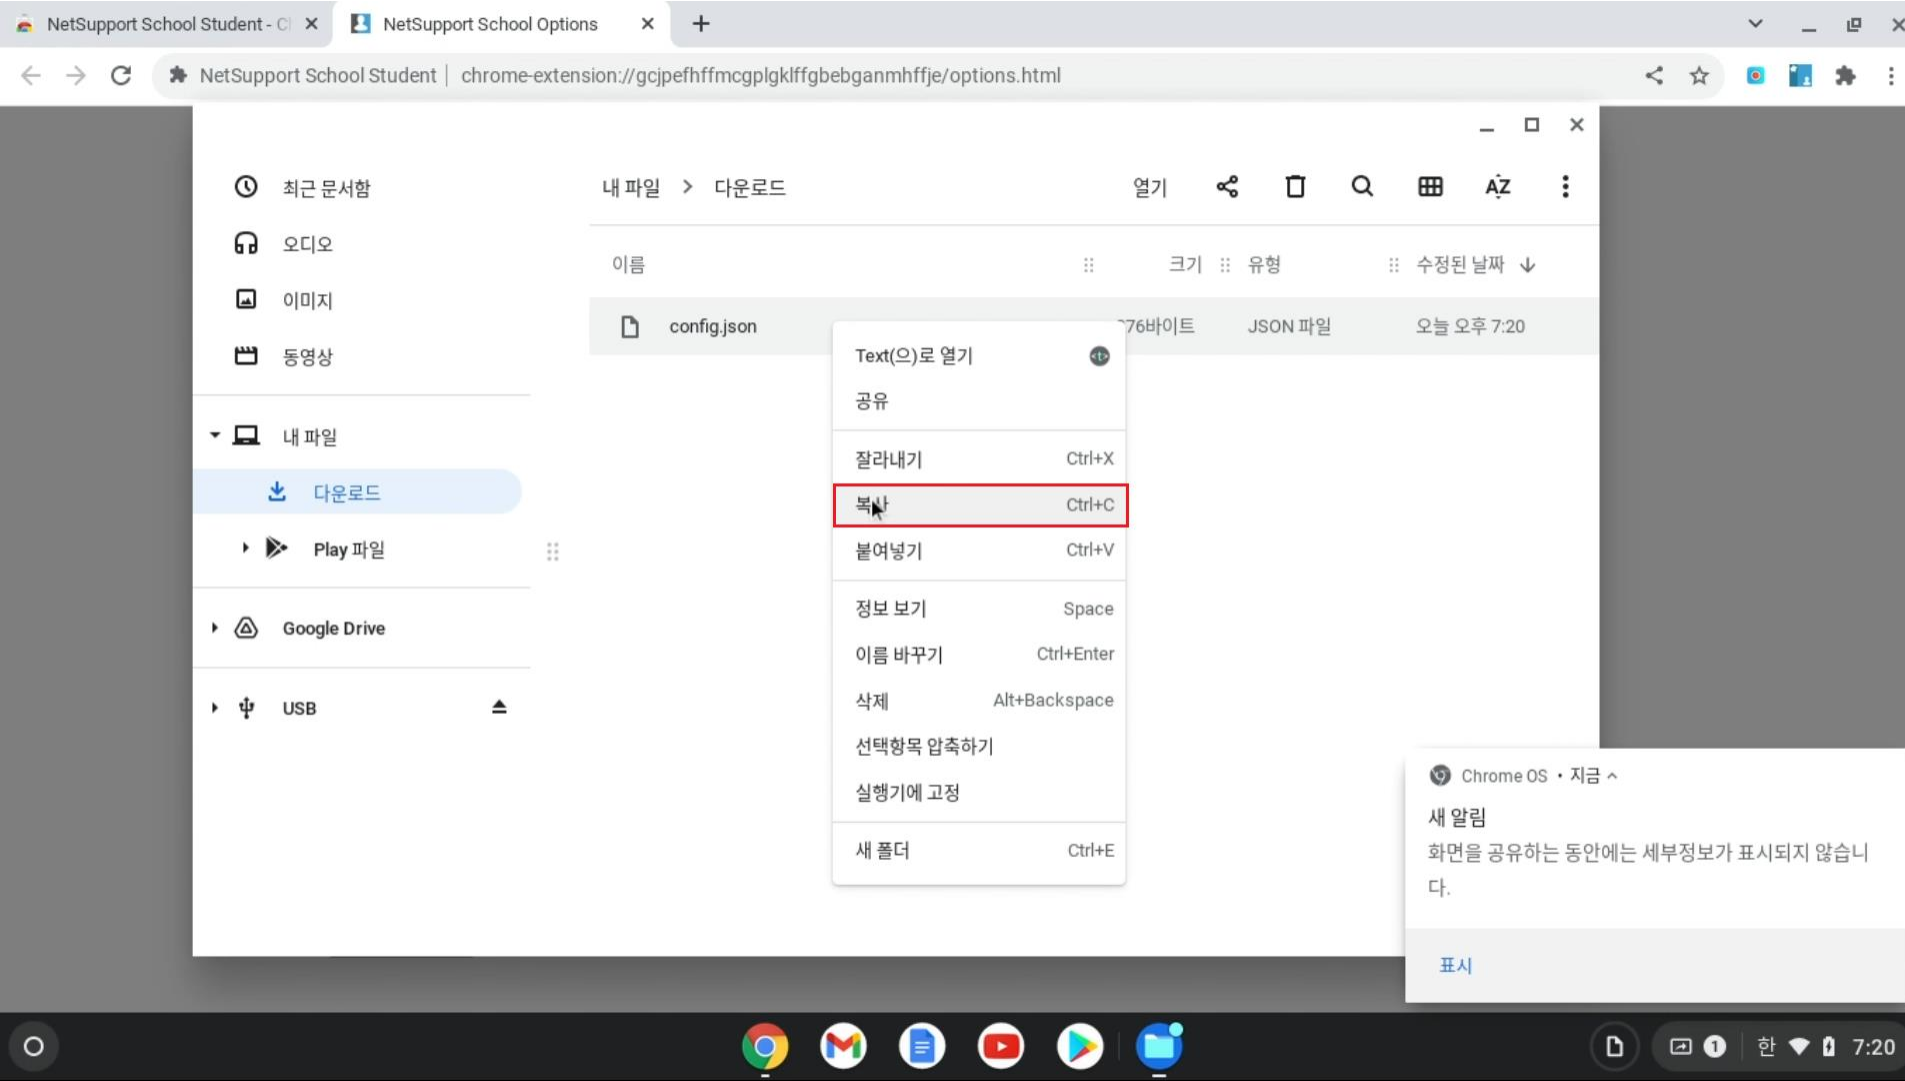 NetSupport School Student - C
NetSupport School Options
NetSupport School Student
chrome-extension://gcjpefhffmcgplgklffgbebganmhffje/options.html
최근 문서함
오디오
이미지
동영상
내 파일
다운로드
Play 파일
Google Drive
USB
내 파일 > 다운로드
열기
AZ
이름
크기
유형
수정된 날짜
config.json
76바이트
JSON 파일
오늘 오후 7:20
Text(으)로 열기
공유
잘라내기 Ctrl+X
복사 Ctrl+C
붙여넣기 Ctrl+V
정보 보기 Space
이름 바꾸기 Ctrl+Enter
삭제 Alt+Backspace
선택항목 압축하기
실행기에 고정
새 폴더 Ctrl+E
Chrome OS • 지금
새 알림
화면을 공유하는 동안에는 세부정보가 표시되지 않습니
다.
표시
1
한
7:20